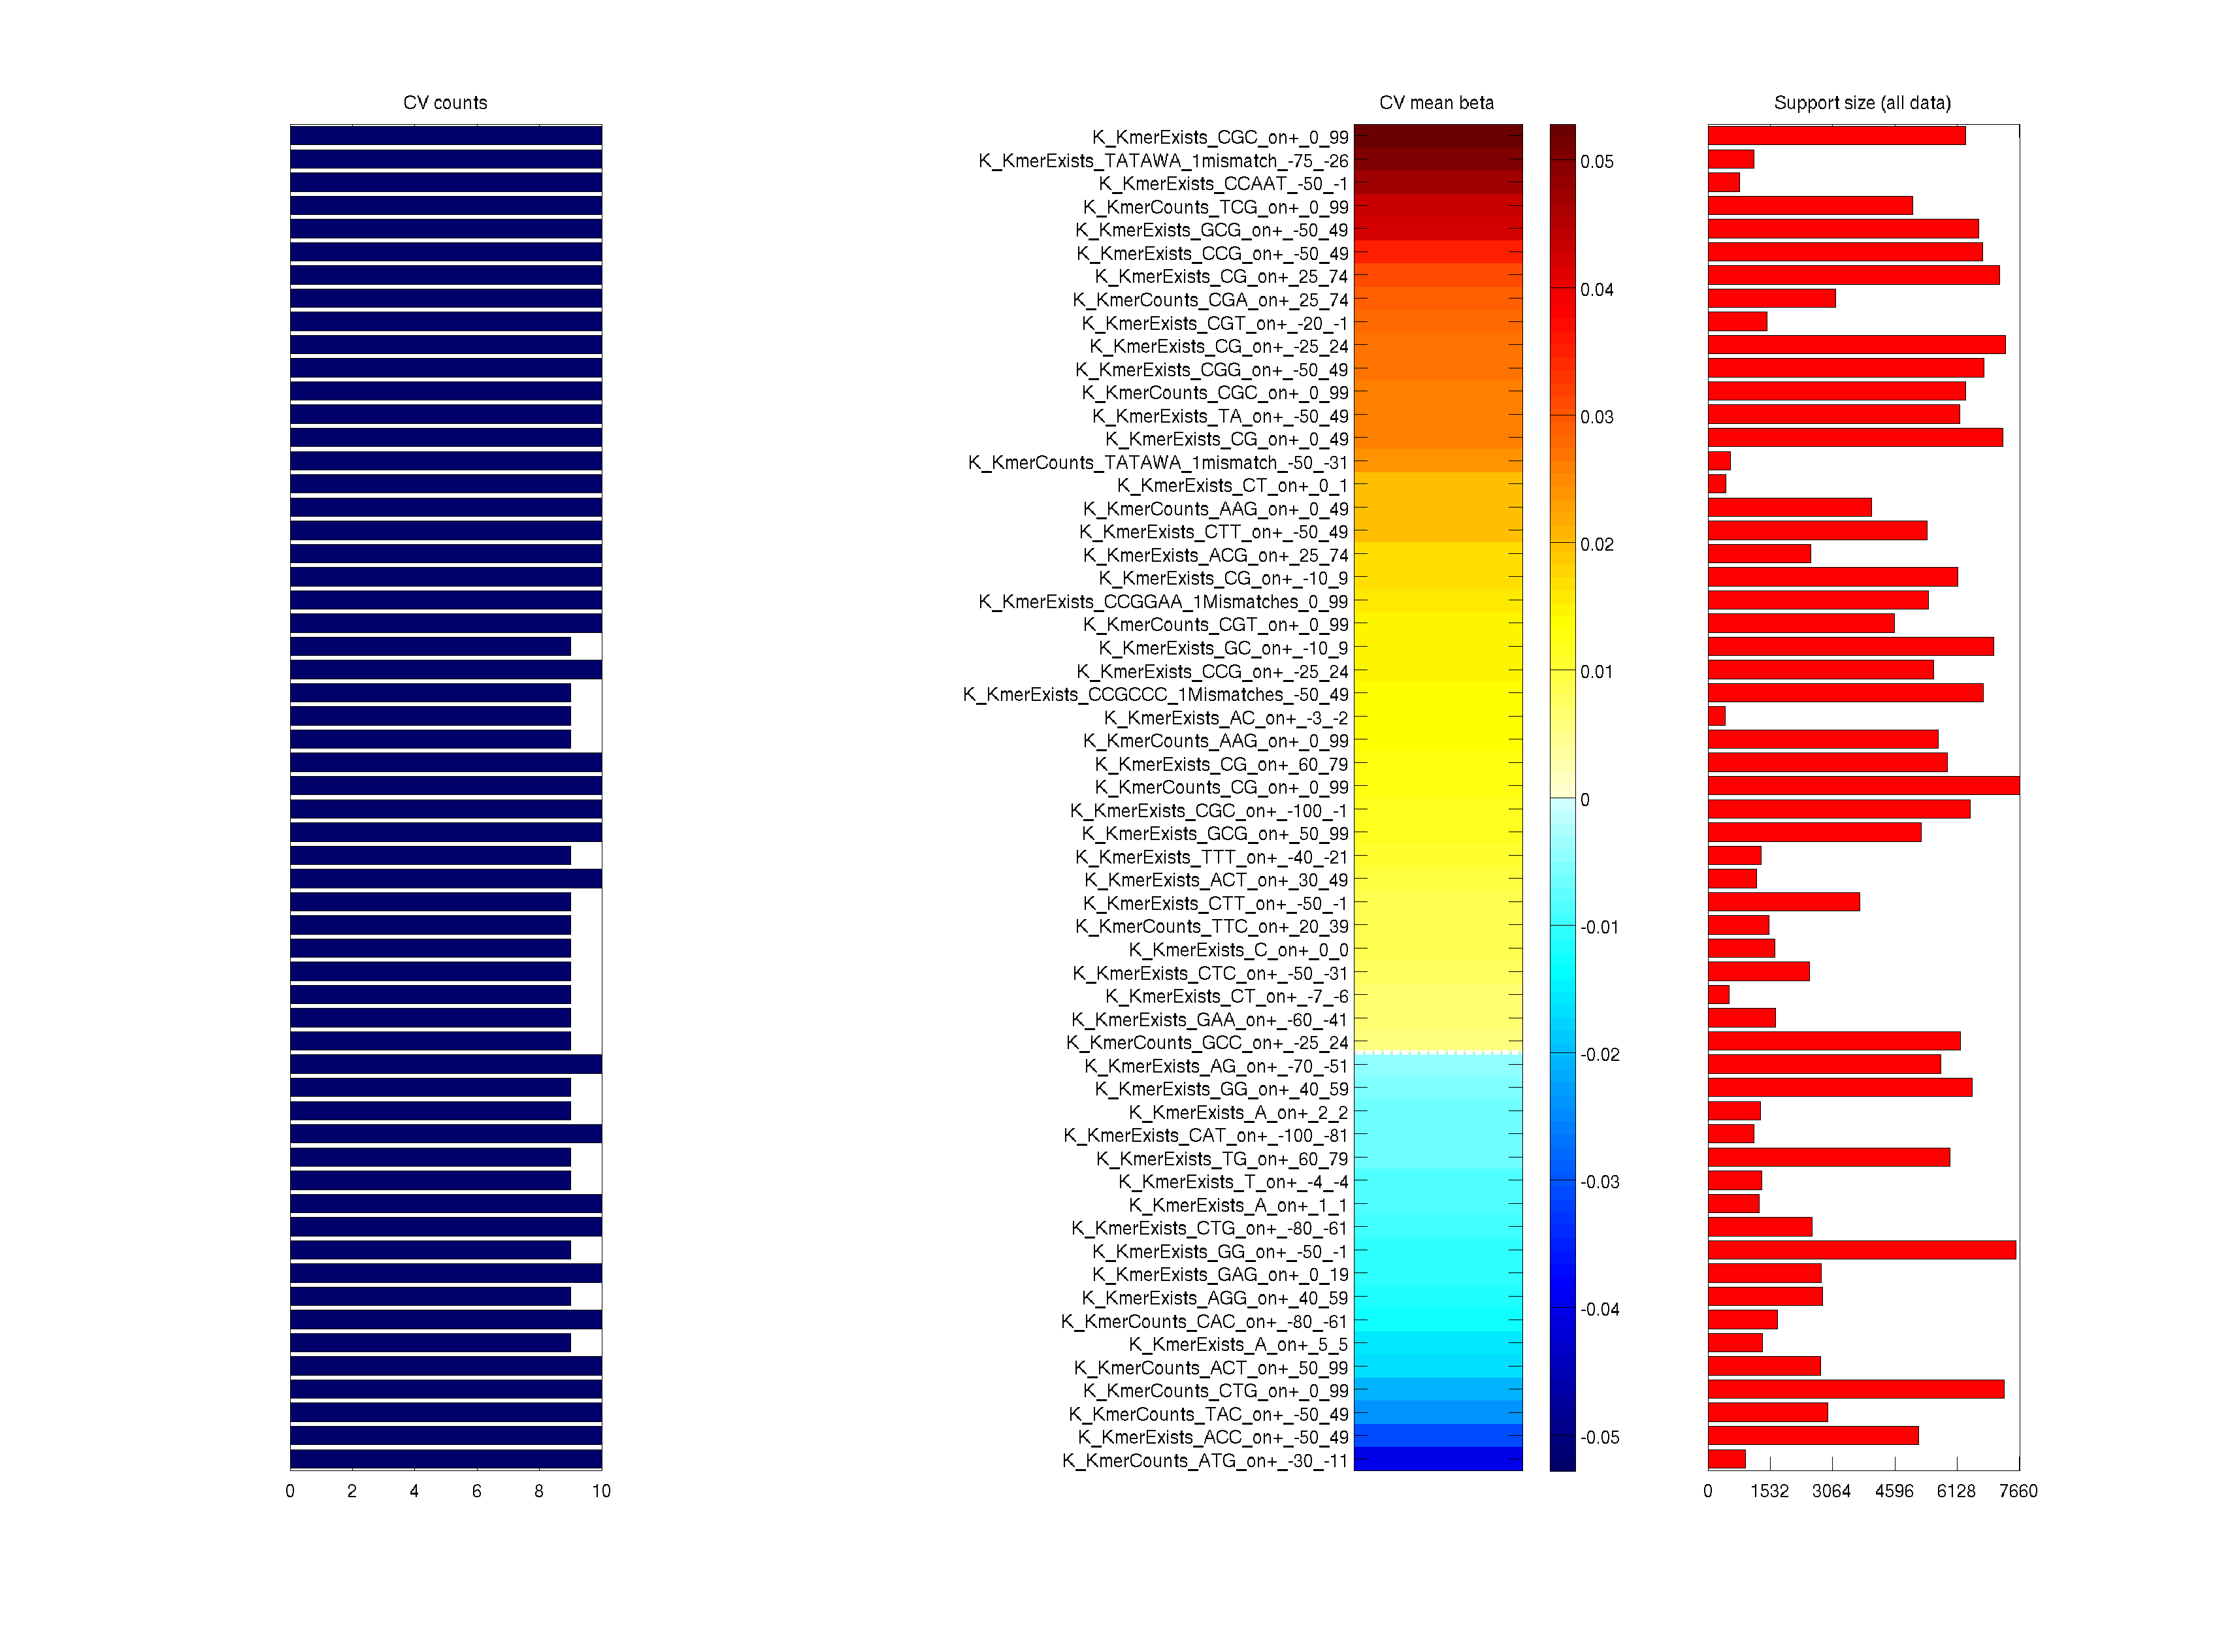 CV counts
CV mean beta
Support size (all data)
K_KmerExists_CGC_on+_0_99
K_KmerExists_TATAWA_1mismatch_-75_-26
K_KmerExists_CCAAT_-50_-1
K_KmerCounts_TCG_on+_0_99
K_KmerExists_GCG_on+_-50_49
K_KmerExists_CCG_on+_-50_49
K_KmerExists_CG_on+_25_74
K_KmerCounts_CGA_on+_25_74
K_KmerExists_CGT_on+_-20_-1
K_KmerExists_CG_on+_-25_24
K_KmerExists_CGG_on+_-50_49
K_KmerCounts_CGC_on+_0_99
K_KmerExists_TA_on+_-50_49
K_KmerExists_CG_on+_0_49
K_KmerCounts_TATAWA_1mismatch_-50_-31
K_KmerExists_CT_on+_0_1
K_KmerCounts_AAG_on+_0_49
K_KmerExists_CTT_on+_-50_49
K_KmerExists_ACG_on+_25_74
K_KmerExists_CG_on+_-10_9
K_KmerExists_CCGGAA_1Mismatches_0_99
K_KmerCounts_CGT_on+_0_99
K_KmerExists_GC_on+_-10_9
K_KmerExists_CCG_on+_-25_24
K_KmerExists_CCGCCC_1Mismatches_-50_49
K_KmerExists_AC_on+_-3_-2
K_KmerCounts_AAG_on+_0_99
K_KmerExists_CG_on+_60_79
K_KmerCounts_CG_on+_0_99
K_KmerExists_CGC_on+_-100_-1
K_KmerExists_GCG_on+_50_99
K_KmerExists_TTT_on+_-40_-21
K_KmerExists_ACT_on+_30_49
K_KmerExists_CTT_on+_-50_-1
K_KmerCounts_TTC_on+_20_39
K_KmerExists_C_on+_0_0
K_KmerExists_CTC_on+_-50_-31
K_KmerExists_CT_on+_-7_-6
K_KmerExists_GAA_on+_-60_-41
K_KmerCounts_GCC_on+_-25_24
K_KmerExists_AG_on+_-70_-51
K_KmerExists_GG_on+_40_59
K_KmerExists_A_on+_2_2
K_KmerExists_CAT_on+_-100_-81
K_KmerExists_TG_on+_60_79
K_KmerExists_T_on+_-4_-4
K_KmerExists_A_on+_1_1
K_KmerExists_CTG_on+_-80_-61
K_KmerExists_GG_on+_-50_-1
K_KmerExists_GAG_on+_0_19
K_KmerExists_AGG_on+_40_59
K_KmerCounts_CAC_on+_-80_-61
K_KmerExists_A_on+_5_5
K_KmerCounts_ACT_on+_50_99
K_KmerCounts_CTG_on+_0_99
K_KmerCounts_TAC_on+_-50_49
K_KmerExists_ACC_on+_-50_49
K_KmerCounts_ATG_on+_-30_-11
0.05
0.04
0.03
0.02
0.01
0
-0.01
-0.02
-0.03
-0.04
-0.05
0 2 4 6 8 10
0 1532 3064 4596 6128 7660